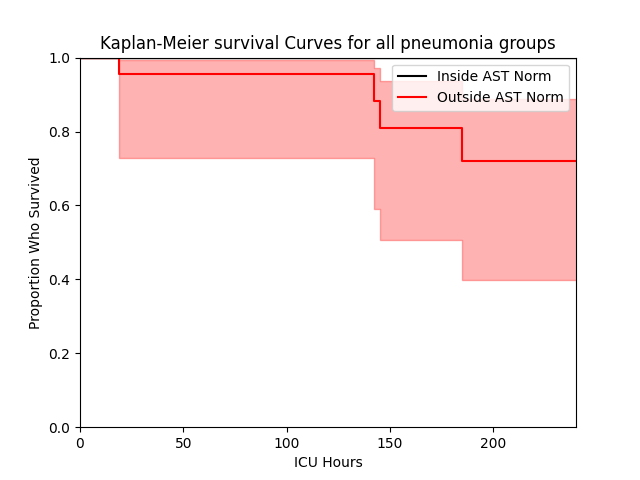 Kaplan-Meier survival Curves for all pneumonia groups
Inside AST Norm
Outside AST Norm
Proportion Who Survived
1.0
0.8
0.6
0.4
0.2
0.0
0 50 100 150 200
ICU Hours